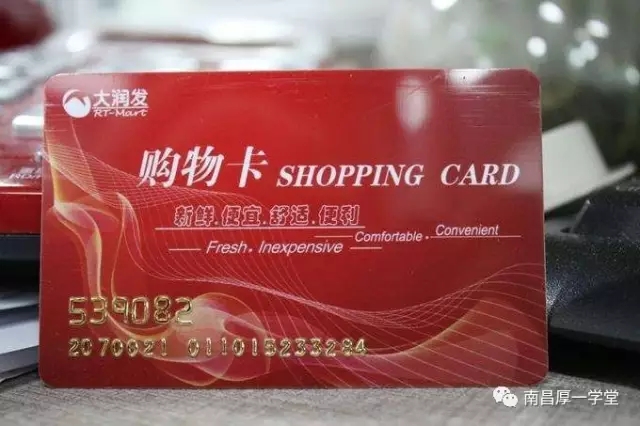 大润发
RT-Mart
购物卡 SHOPPING CARD
新鲜.便宜.舒适.便利
Fresh . Inexpensive
Comfortable . Convenient
539082
2070021 011015233284
南昌厚一学堂